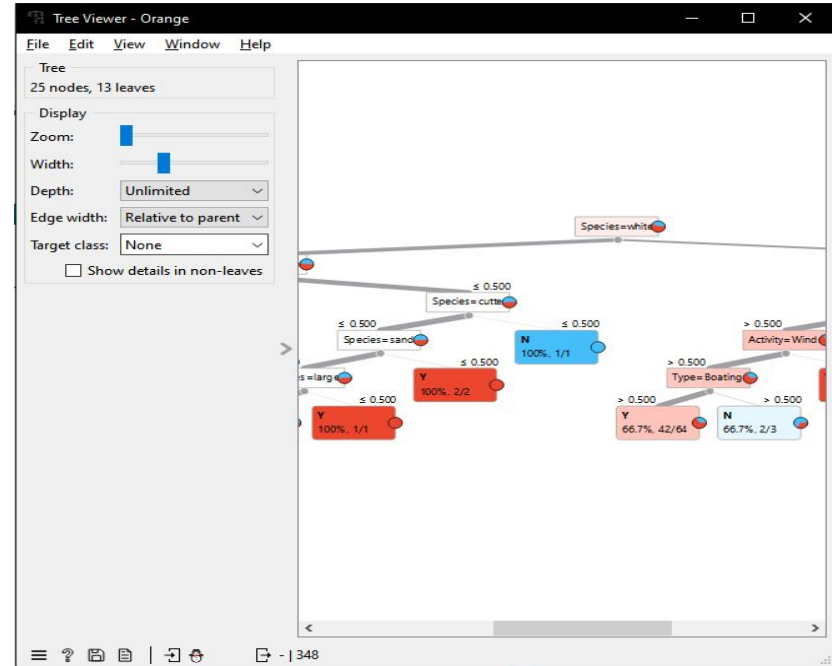 Tree Viewer - Orange
File Edit View Window Help
Tree
25 nodes, 13 leaves
Display
Zoom:
Width:
Depth: Unlimited
Edge width: Relative to parent
Target class: None
Show details in non-leaves
Species=white
≤ 0.500
Species=cutte
≤ 0.500 ≤ 0.500 > 0.500
Species=sand N Activity=Wind
100%, 1/1
≤ 0.500 > 0.500
s=large Y Type=Boating
100%, 2/2
≤ 0.500 > 0.500 > 0.500
Y Y N
100%, 1/1 66.7%, 42/64 66.7%, 2/3
- | 348